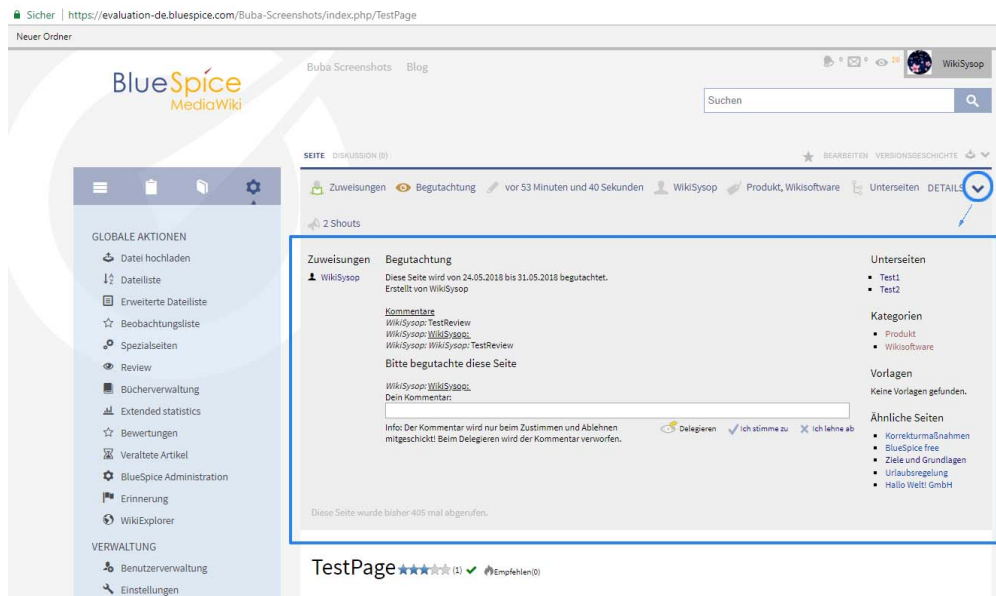 Sicher https://evaluation-de.bluespice.com/Buba-Screenshots/index.php/TestPage
Neuer Ordner
BlueSpice
MediaWiki
Buba Screenshots Blog
WikiSysop
Suchen
SEITE DISKUSSION (0)
BEARBEITEN VERSIONSGESCHICHTE
Zuweisungen Begutachtung vor 53 Minuten und 40 Sekunden WikiSysop Produkt, Wikisoftware Unterseiten DETAILS
2 Shouts
GLOBALE AKTIONEN
Datei hochladen
Dateiliste
Erweiterte Dateiliste
Beobachtungsliste
Spezialseiten
Review
Bücherverwaltung
Extended statistics
Bewertungen
Veraltete Artikel
BlueSpice Administration
Erinnerung
WikiExplorer
VERWALTUNG
Benutzerverwaltung
Einstellungen
Zuweisungen
WikiSysop
Begutachtung
Diese Seite wird von 24.05.2018 bis 31.05.2018 begutachtet.
Erstellt von WikiSysop
Kommentare
WikiSysop: TestReview
WikiSysop: WikiSysop:
WikiSysop: WikiSysop: TestReview
Bitte begutachte diese Seite
WikiSysop: WikiSysop:
Dein Kommentar:
Info: Der Kommentar wird nur beim Zustimmen und Ablehnen
mitgeschickt! Beim Delegieren wird der Kommentar verworfen.
Delegieren Ich stimme zu Ich lehne ab
Unterseiten
Test1
Test2
Kategorien
Produkt
Wikisoftware
Vorlagen
Keine Vorlagen gefunden.
Ähnliche Seiten
Korrekturmaßnahmen
BlueSpice free
Ziele und Grundlagen
Urlaubsregelung
Hallo Welt! GmbH
Diese Seite wurde bisher 405 mal abgerufen.
TestPage (1) Empfehlen(0)